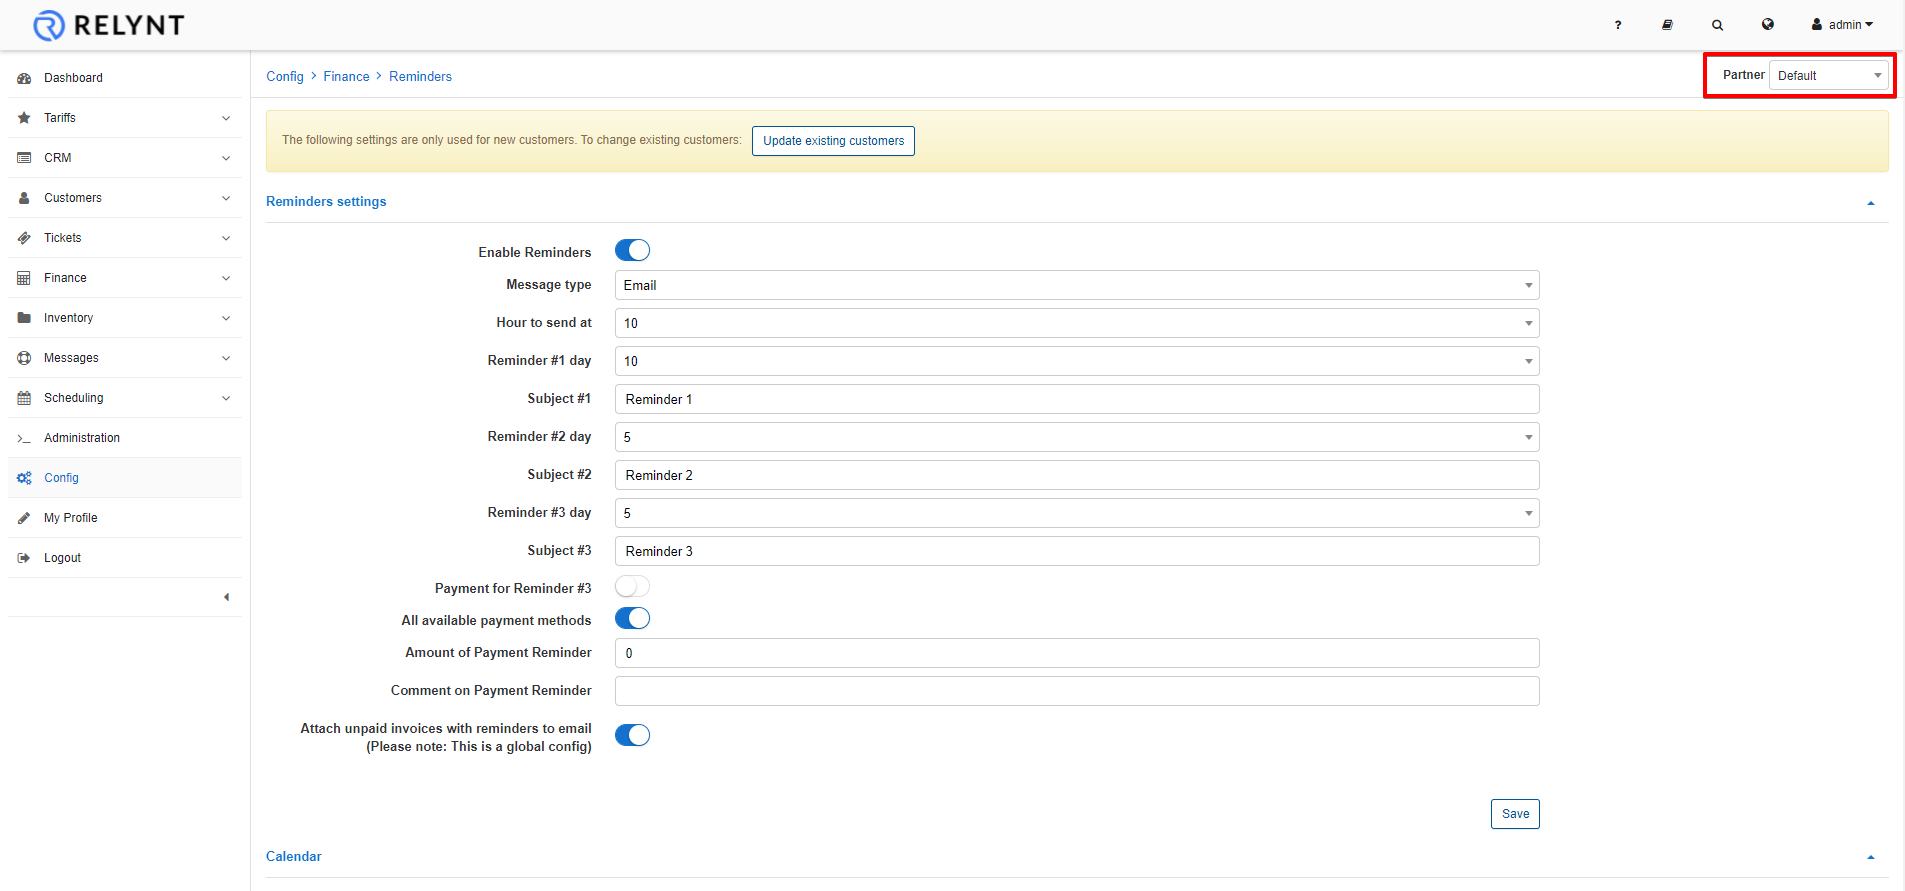 RELYNT
? admin
Dashboard
Tariffs
CRM
Customers
Tickets
Finance
Inventory
Messages
Scheduling
Administration
Config
My Profile
Logout
Config > Finance > Reminders
Partner Default
The following settings are only used for new customers. To change existing customers: Update existing customers
Reminders settings
Enable Reminders
Message type Email
Hour to send at 10
Reminder #1 day 10
Subject #1 Reminder 1
Reminder #2 day 5
Subject #2 Reminder 2
Reminder #3 day 5
Subject #3 Reminder 3
Payment for Reminder #3
All available payment methods
Amount of Payment Reminder 0
Comment on Payment Reminder
Attach unpaid invoices with reminders to email
(Please note: This is a global config)
Save
Calendar